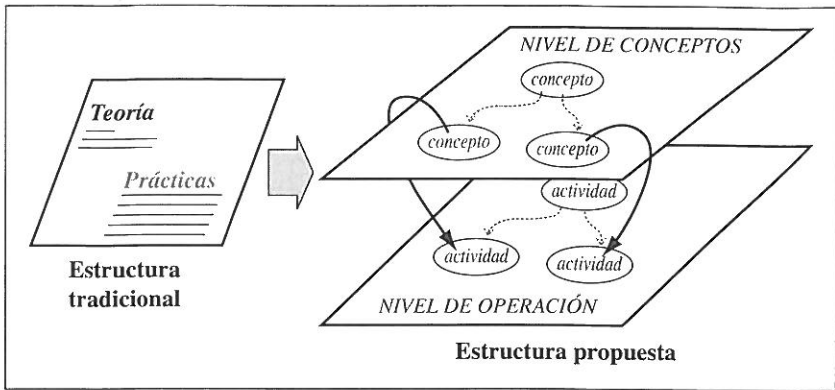 Teoría
Prácticas
Estructura
tradicional
NIVEL DE CONCEPTOS
concepto
concepto
concepto
actividad
actividad
actividad
NIVEL DE OPERACIÓN
Estructura propuesta